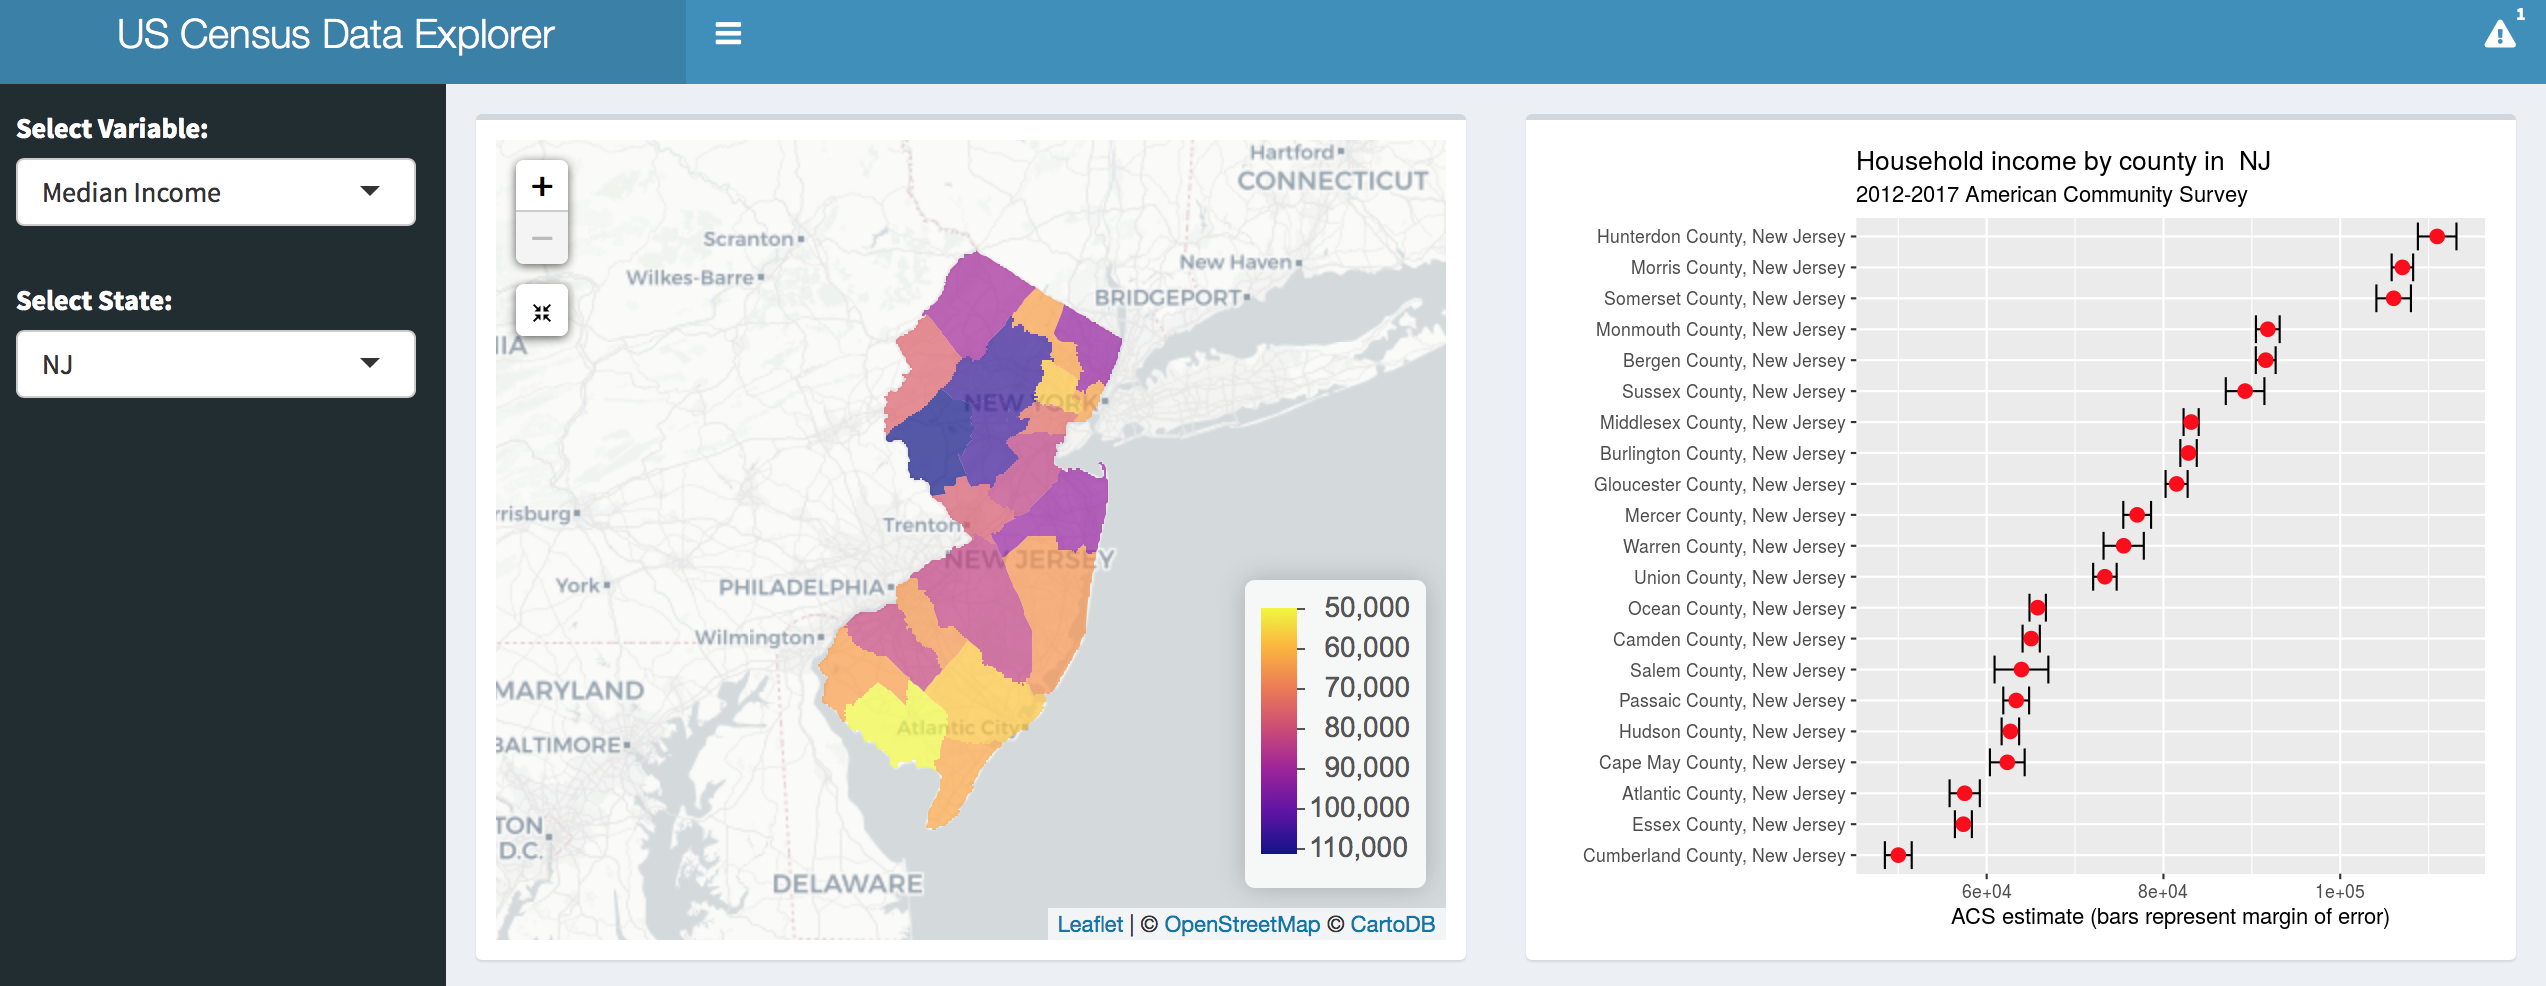 US Census Data Explorer
1
Select Variable:
Median Income
Select State:
NJ
+
−
Hartford
CONNECTICUT
Scranton
Wilkes-Barre
New Haven
BRIDGEPORT
IA
NEW YORK
rrisburg
Trenton
NEW JERSEY
York
PHILADELPHIA
Wilmington
MARYLAND
Atlantic City
BALTIMORE
TON,
D.C.
DELAWARE
50,000
60,000
70,000
80,000
90,000
100,000
110,000
Leaflet | © OpenStreetMap © CartoDB
Household income by county in  NJ
2012-2017 American Community Survey
Hunterdon County, New Jersey
Morris County, New Jersey
Somerset County, New Jersey
Monmouth County, New Jersey
Bergen County, New Jersey
Sussex County, New Jersey
Middlesex County, New Jersey
Burlington County, New Jersey
Gloucester County, New Jersey
Mercer County, New Jersey
Warren County, New Jersey
Union County, New Jersey
Ocean County, New Jersey
Camden County, New Jersey
Salem County, New Jersey
Passaic County, New Jersey
Hudson County, New Jersey
Cape May County, New Jersey
Atlantic County, New Jersey
Essex County, New Jersey
Cumberland County, New Jersey
6e+04 8e+04 1e+05
ACS estimate (bars represent margin of error)